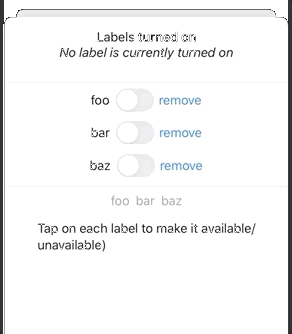 Labels turned on
No label is currently turned on
foo remove
bar remove
baz remove
foo bar baz
Tap on each label to make it available/
unavailable)